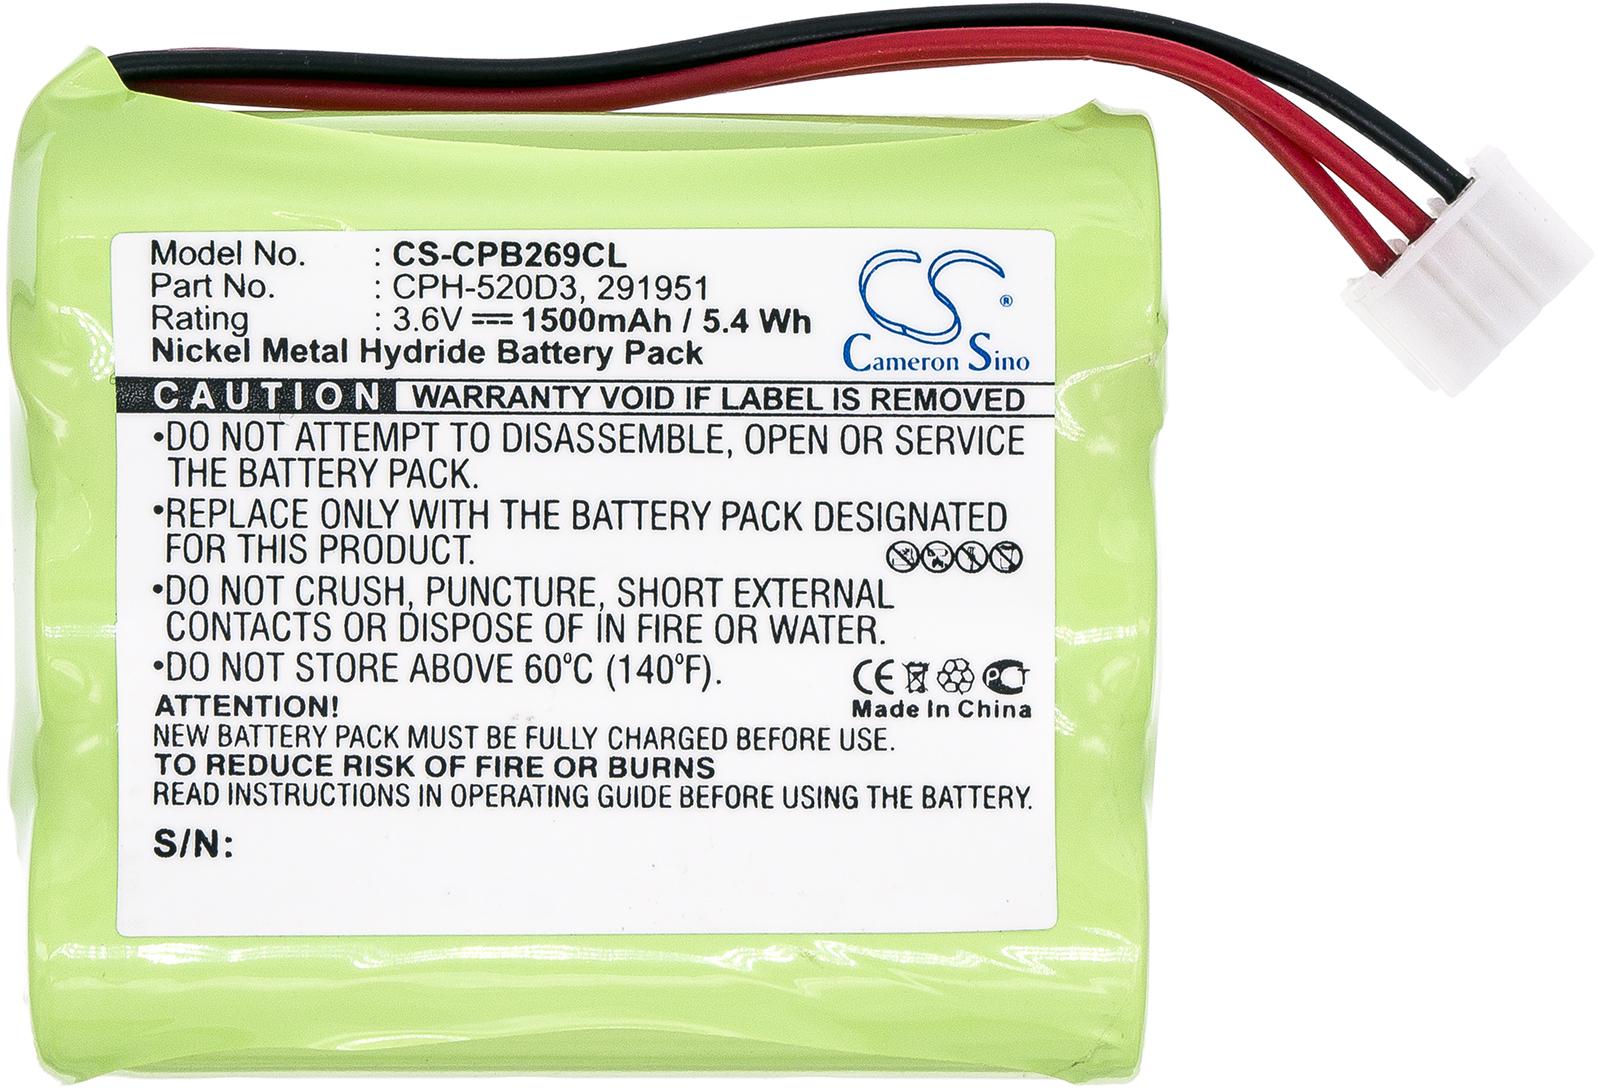 Model No. : CS-CPB269CL
Part No. : CPH-520D3, 291951
Rating : 3.6V 1500mAh / 5.4 Wh
Nickel Metal Hydride Battery Pack
CS ®
Cameron Sino
CAUTION WARRANTY VOID IF LABEL IS REMOVED
•DO NOT ATTEMPT TO DISASSEMBLE, OPEN OR SERVICE
THE BATTERY PACK.
•REPLACE ONLY WITH THE BATTERY PACK DESIGNATED
FOR THIS PRODUCT.
•DO NOT CRUSH, PUNCTURE, SHORT EXTERNAL
CONTACTS OR DISPOSE OF IN FIRE OR WATER.
•DO NOT STORE ABOVE 60°C (140°F).
CE PCT
Made In China
ATTENTION!
NEW BATTERY PACK MUST BE FULLY CHARGED BEFORE USE.
TO REDUCE RISK OF FIRE OR BURNS
READ INSTRUCTIONS IN OPERATING GUIDE BEFORE USING THE BATTERY.
S/N: